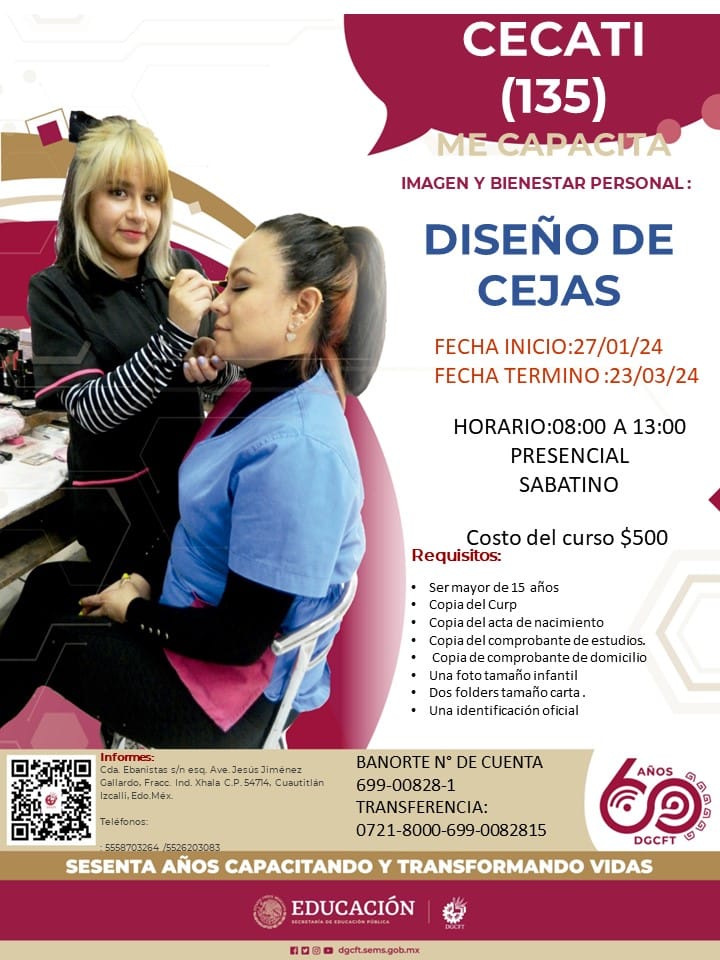 CECATI
(135)
ME CAPACITA
IMAGEN Y BIENESTAR PERSONAL :
DISEÑO DE
CEJAS
FECHA INICIO:27/01/24
FECHA TERMINO :23/03/24
HORARIO:08:00 A 13:00
PRESENCIAL
SABATINO
Costo del curso $500
Requisitos:
• Ser mayor de 15 años
• Copia del Curp
• Copia del acta de nacimiento
• Copia del comprobante de estudios.
• Copia de comprobante de domicilio
• Una foto tamaño infantil
• Dos folders tamaño carta .
• Una identificación oficial
Informes:
Cda. Ebanistas s/n esq. Ave. Jesús Jiménez
Gallardo, Fracc. Ind. Xhala C.P. 54714, Cuautitlán
Izcalli, Edo.Méx.
Teléfonos:
: 5558703264 /5526203083
BANORTE N° DE CUENTA
699-00828-1
TRANSFERENCIA:
0721-8000-699-0082815
60 AÑOS
DGCFT
SESENTA AÑOS CAPACITANDO Y TRANSFORMANDO VIDAS
EDUCACIÓN
SECRETARÍA DE EDUCACIÓN PÚBLICA
DGCFT
dgcft.sems.gob.mx